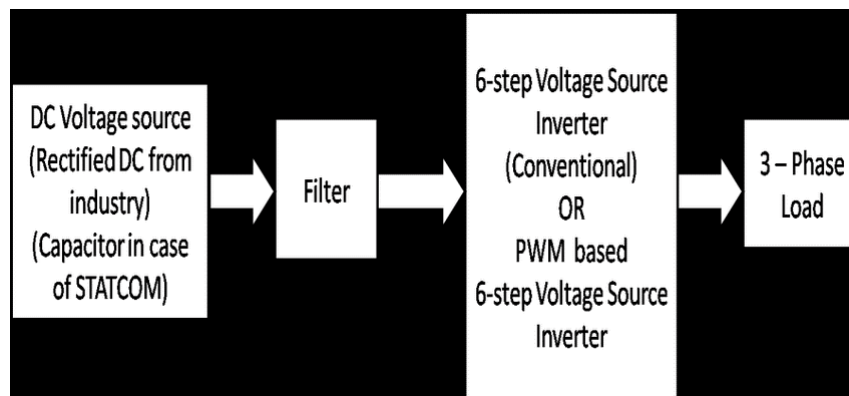 DC Voltage source
(Rectified DC from
industry)
(Capacitor in case
of STATCOM)
Filter
6-step Voltage Source
Inverter
(Conventional)
OR
PWM based
6-step Voltage Source
Inverter
3 – Phase
Load